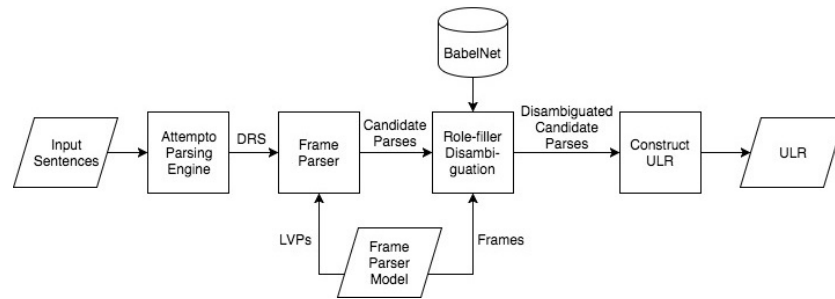 BabelNet
Input
Sentences
Attempto
Parsing
Engine
DRS
Frame
Parser
Candidate
Parses
Role-filler
Disambi-
guation
Disambiguated
Candidate
Parses
Construct
ULR
ULR
LVPs
Frame
Parser
Model
Frames